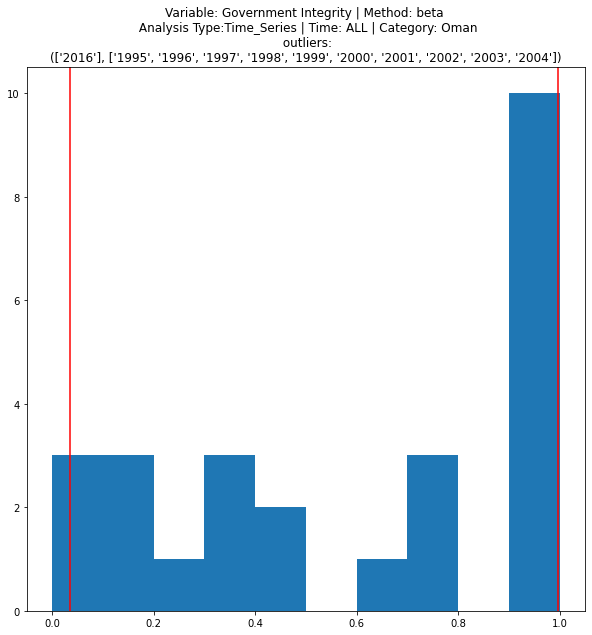 Variable: Government Integrity | Method: beta
Analysis Type:Time_Series | Time: ALL | Category: Oman
outliers:
(['2016'], ['1995', '1996', '1997', '1998', '1999', '2000', '2001', '2002', '2003', '2004'])
10
8
6
4
2
0
0.0 0.2 0.4 0.6 0.8 1.0